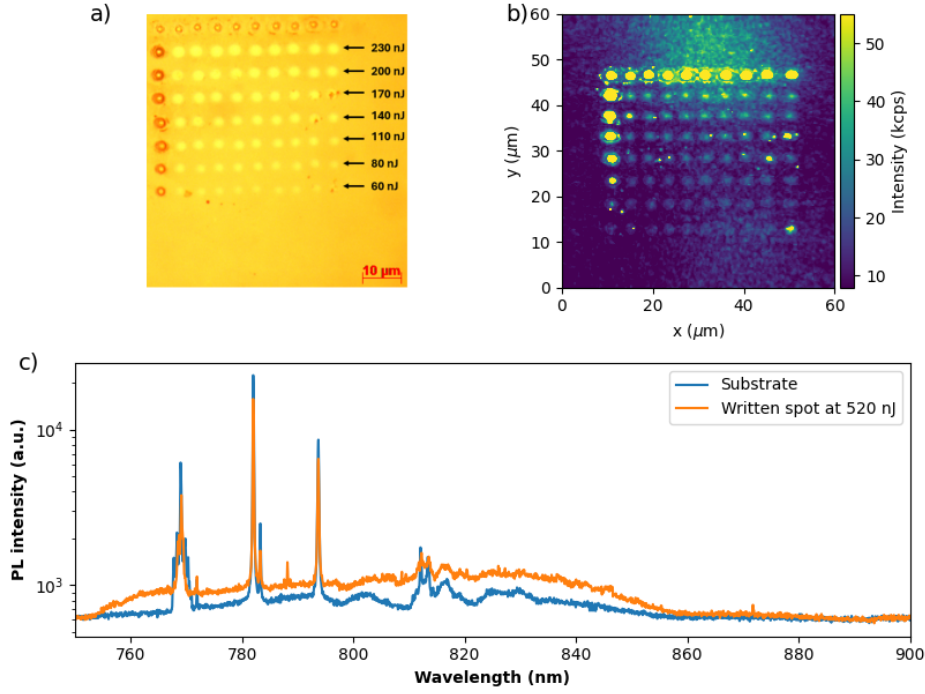 a)
230 nJ
200 nJ
170 nJ
140 nJ
110 nJ
80 nJ
60 nJ
10 µm
b)
60
50
40
30
20
10
0
y (μm)
0 20 40 60
x (μm)
50
40
30
20
10
Intensity (kcps)
c)
Substrate
Written spot at 520 nJ
10⁴
10³
PL intensity (a.u.)
760 780 800 820 840 860 880 900
Wavelength (nm)